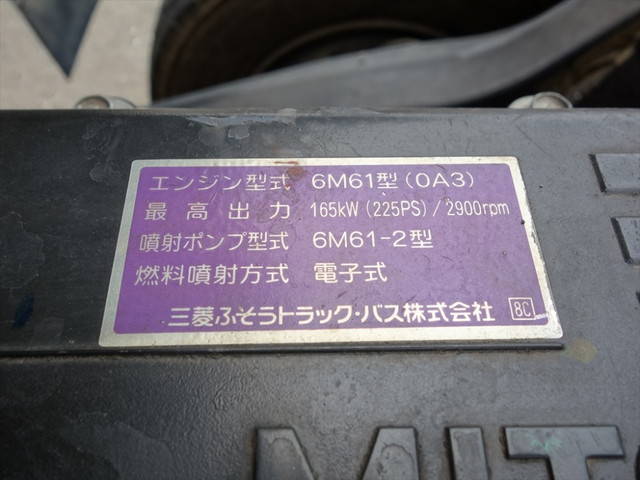 エンジン型式 6M61型(0A3)
最高出力 165kW(225PS)/2900rpm
噴射ポンプ型式 6M61-2型
燃料噴射方式 電子式
三菱ふそうトラック・バス株式会社 8C
MITS